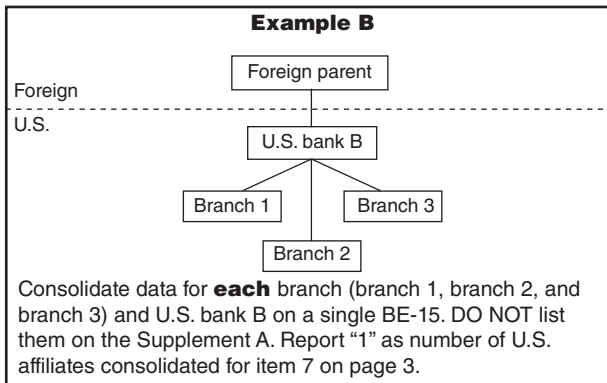 Example B
Foreign parent
Foreign
U.S.
U.S. bank B
Branch 1
Branch 3
Branch 2
Consolidate data for each branch (branch 1, branch 2, and
branch 3) and U.S. bank B on a single BE-15. DO NOT list
them on the Supplement A. Report “1” as number of U.S.
affiliates consolidated for item 7 on page 3.